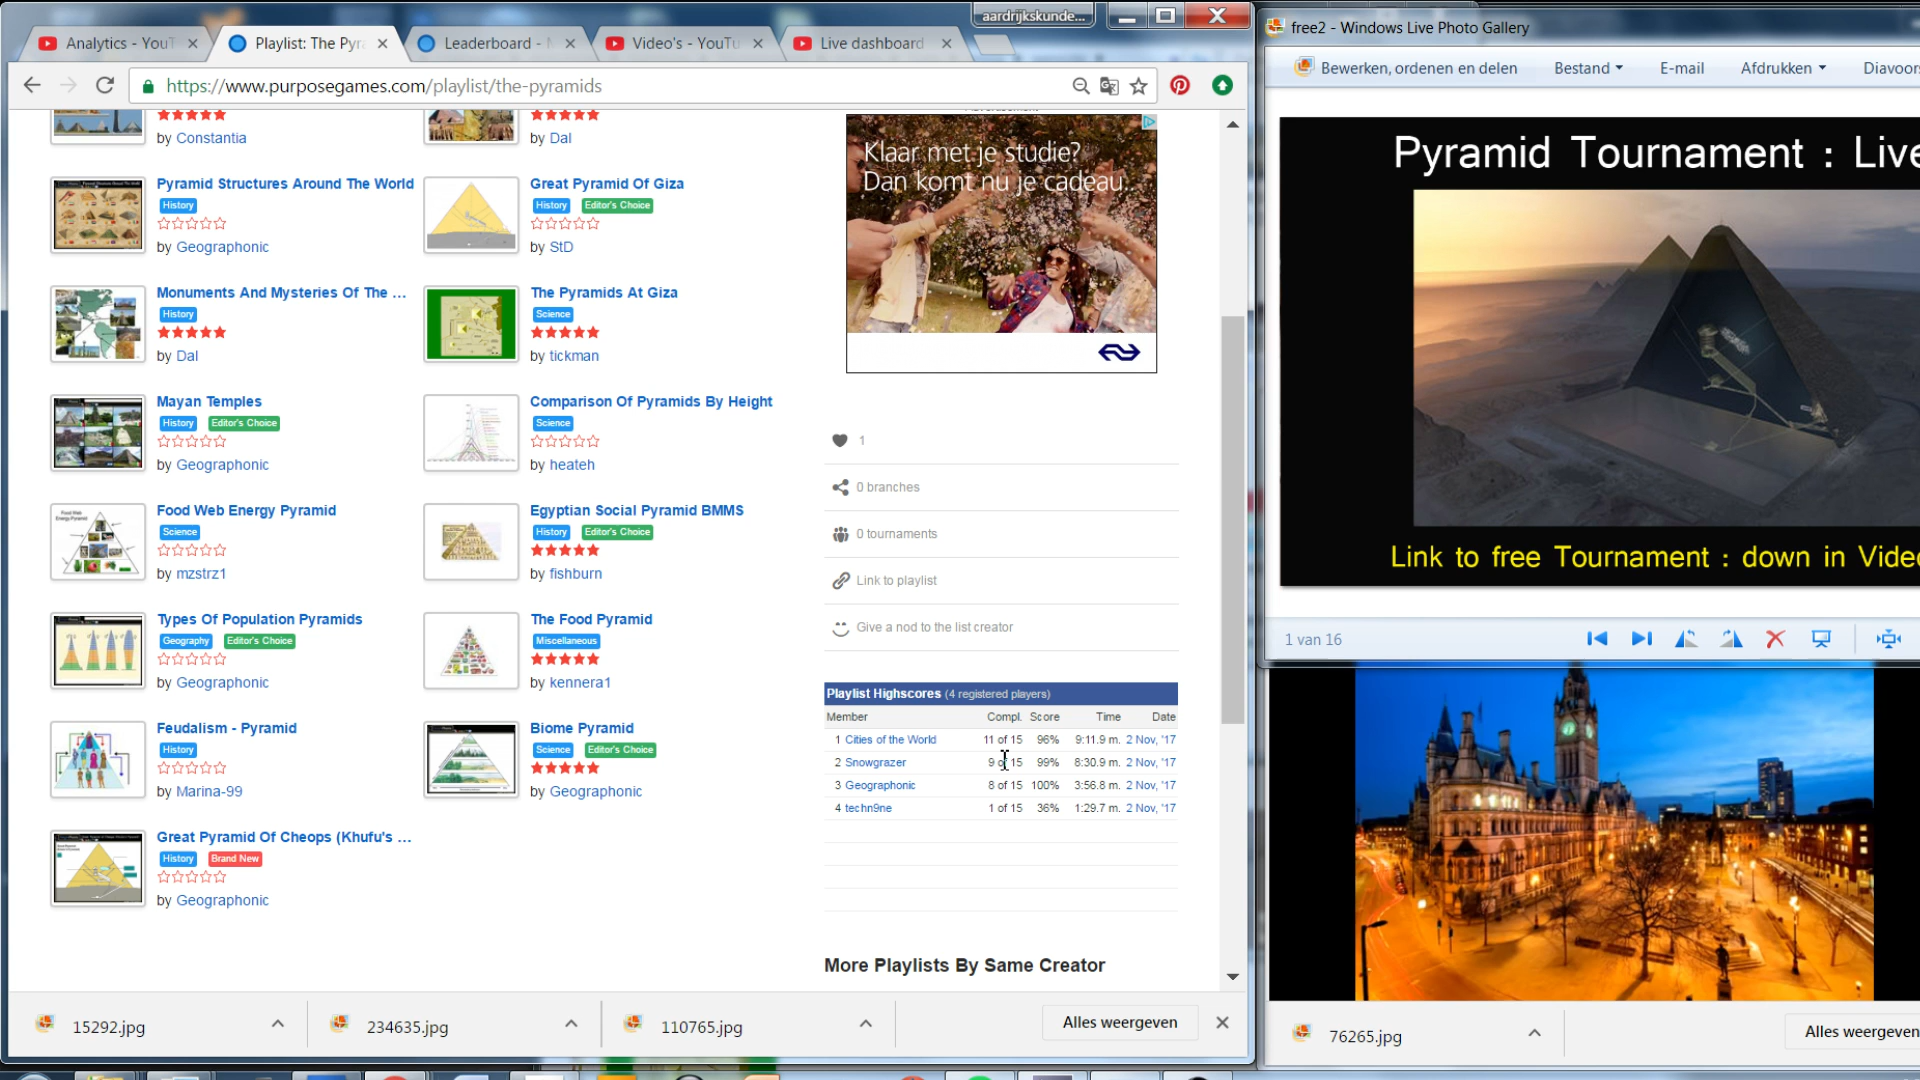 aardrijkskunde...
Analytics - YouT
Playlist: The Pyra
Leaderboard -
Video's - YouTu
Live dashboard
https://www.purposegames.com/playlist/the-pyramids
by Constantia
by Dal
Pyramid Structures Around The World
History
by Geographonic
Great Pyramid Of Giza
History Editor's Choice
by StD
Monuments And Mysteries Of The ...
History
by Dal
The Pyramids At Giza
Science
by tickman
Mayan Temples
History Editor's Choice
by Geographonic
Comparison Of Pyramids By Height
Science
by heateh
Food Web Energy Pyramid
Science
by mzstrz1
Egyptian Social Pyramid BMMS
History Editor's Choice
by fishburn
Types Of Population Pyramids
Geography Editor's Choice
by Geographonic
The Food Pyramid
Miscellaneous
by kennera1
Feudalism - Pyramid
History
by Marina-99
Biome Pyramid
Science Editor's Choice
by Geographonic
Great Pyramid Of Cheops (Khufu's ...
History Brand New
by Geographonic
Klaar met je studie?
Dan komt nu je cadeau..
1
0 branches
0 tournaments
Link to playlist
Give a nod to the list creator
Playlist Highscores (4 registered players)
Member Compl. Score Time Date
1 Cities of the World 11 of 15 96% 9:11.9 m. 2 Nov, '17
2 Snowgrazer 9 of 15 99% 8:30.9 m. 2 Nov, '17
3 Geographonic 8 of 15 100% 3:56.8 m. 2 Nov, '17
4 techn9ne 1 of 15 36% 1:29.7 m. 2 Nov, '17
More Playlists By Same Creator
15292.jpg
234635.jpg
110765.jpg
Alles weergeven
free2 - Windows Live Photo Gallery
Bewerken, ordenen en delen
Bestand
E-mail
Afdrukken
Diavoors
Pyramid Tournament : Live
Link to free Tournament : down in Vide
1 van 16
76265.jpg
Alles weergeven